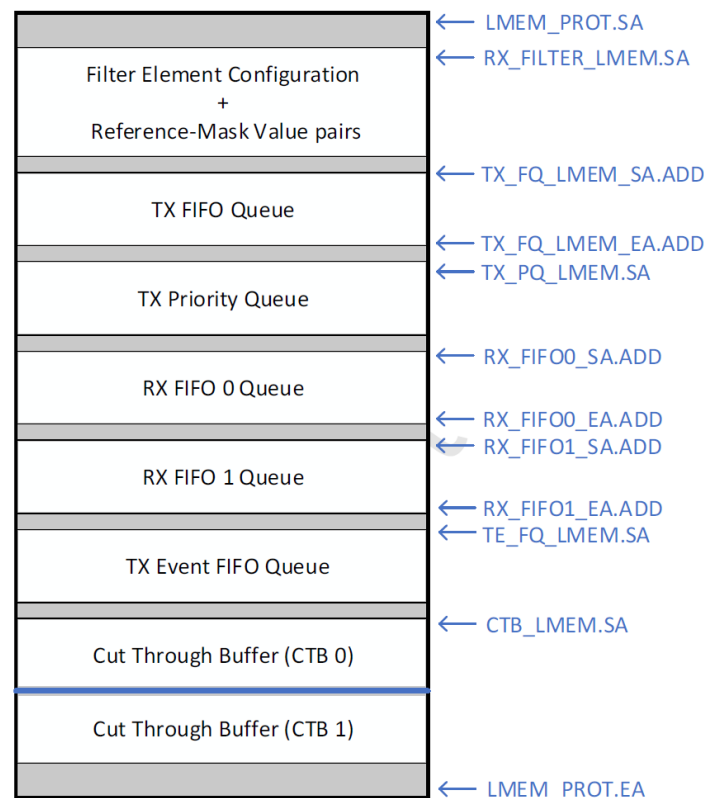 LMEM_PROT.SA
RX_FILTER_LMEM.SA
Filter Element Configuration
+
Reference-Mask Value pairs
TX_FQ_LMEM_SA.ADD
TX FIFO Queue
TX_FQ_LMEM_EA.ADD
TX_PQ_LMEM.SA
TX Priority Queue
RX_FIFO0_SA.ADD
RX FIFO 0 Queue
RX_FIFO0_EA.ADD
RX_FIFO1_SA.ADD
RX FIFO 1 Queue
RX_FIFO1_EA.ADD
TE_FQ_LMEM.SA
TX Event FIFO Queue
CTB_LMEM.SA
Cut Through Buffer (CTB 0)
Cut Through Buffer (CTB 1)
LMEM_PROT.EA